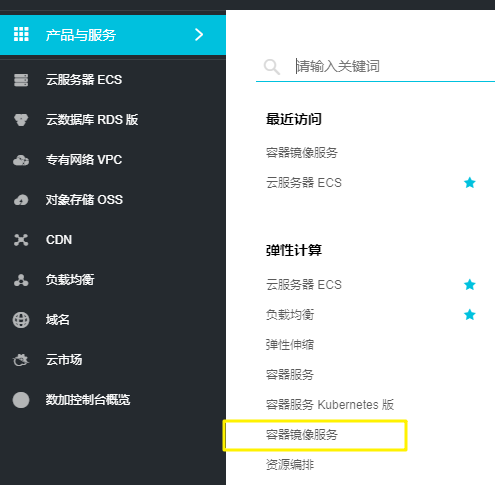 产品与服务
云服务器 ECS
云数据库 RDS 版
专有网络 VPC
对象存储 OSS
CDN
负载均衡
域名
云市场
数加控制台概览
请输入关键词
最近访问
容器镜像服务
云服务器 ECS
弹性计算
云服务器 ECS
负载均衡
弹性伸缩
容器服务
容器服务 Kubernetes 版
容器镜像服务
资源编排